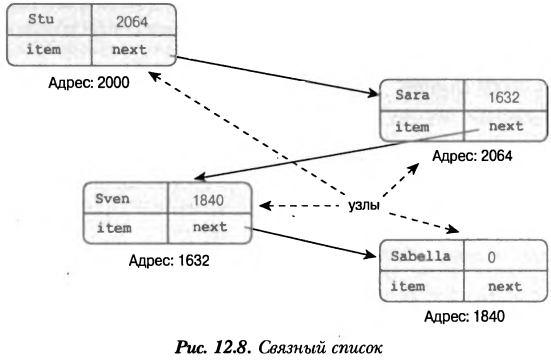 Stu 2064
item next
Адрес: 2000
Sara 1632
item next
Адрес: 2064
Sven 1840
item next
Адрес: 1632
узлы
Sabella 0
item next
Адрес: 1840
Рис. 12.8. Связный список